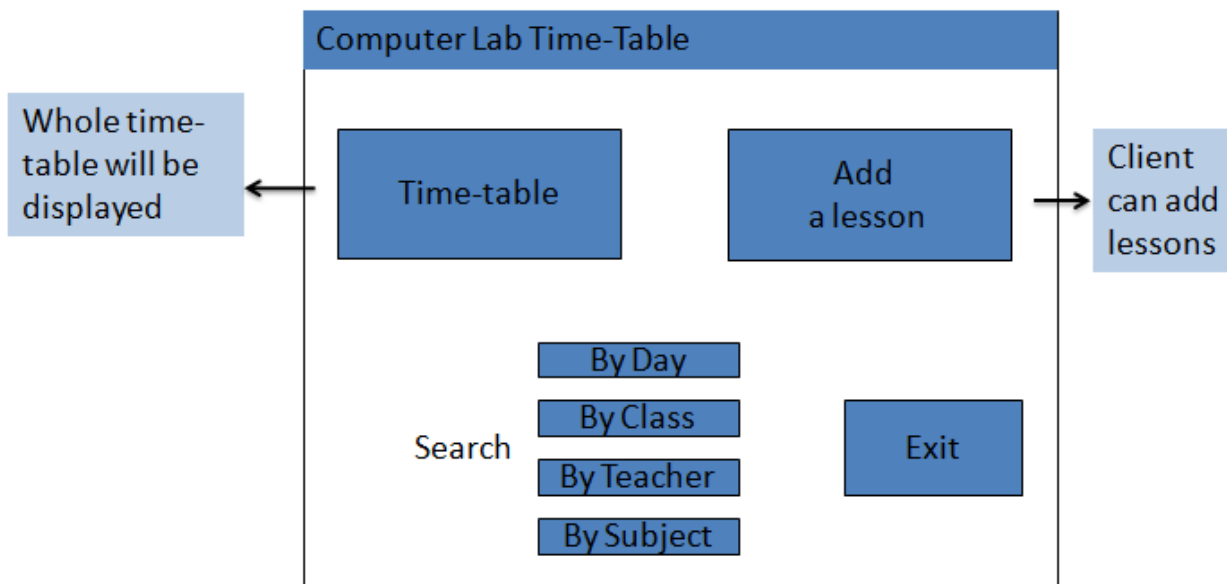 Computer Lab Time-Table
Whole time-
table will be
displayed
Time-table
Add
a lesson
Client
can add
lessons
Search
By Day
By Class
By Teacher
By Subject
Exit